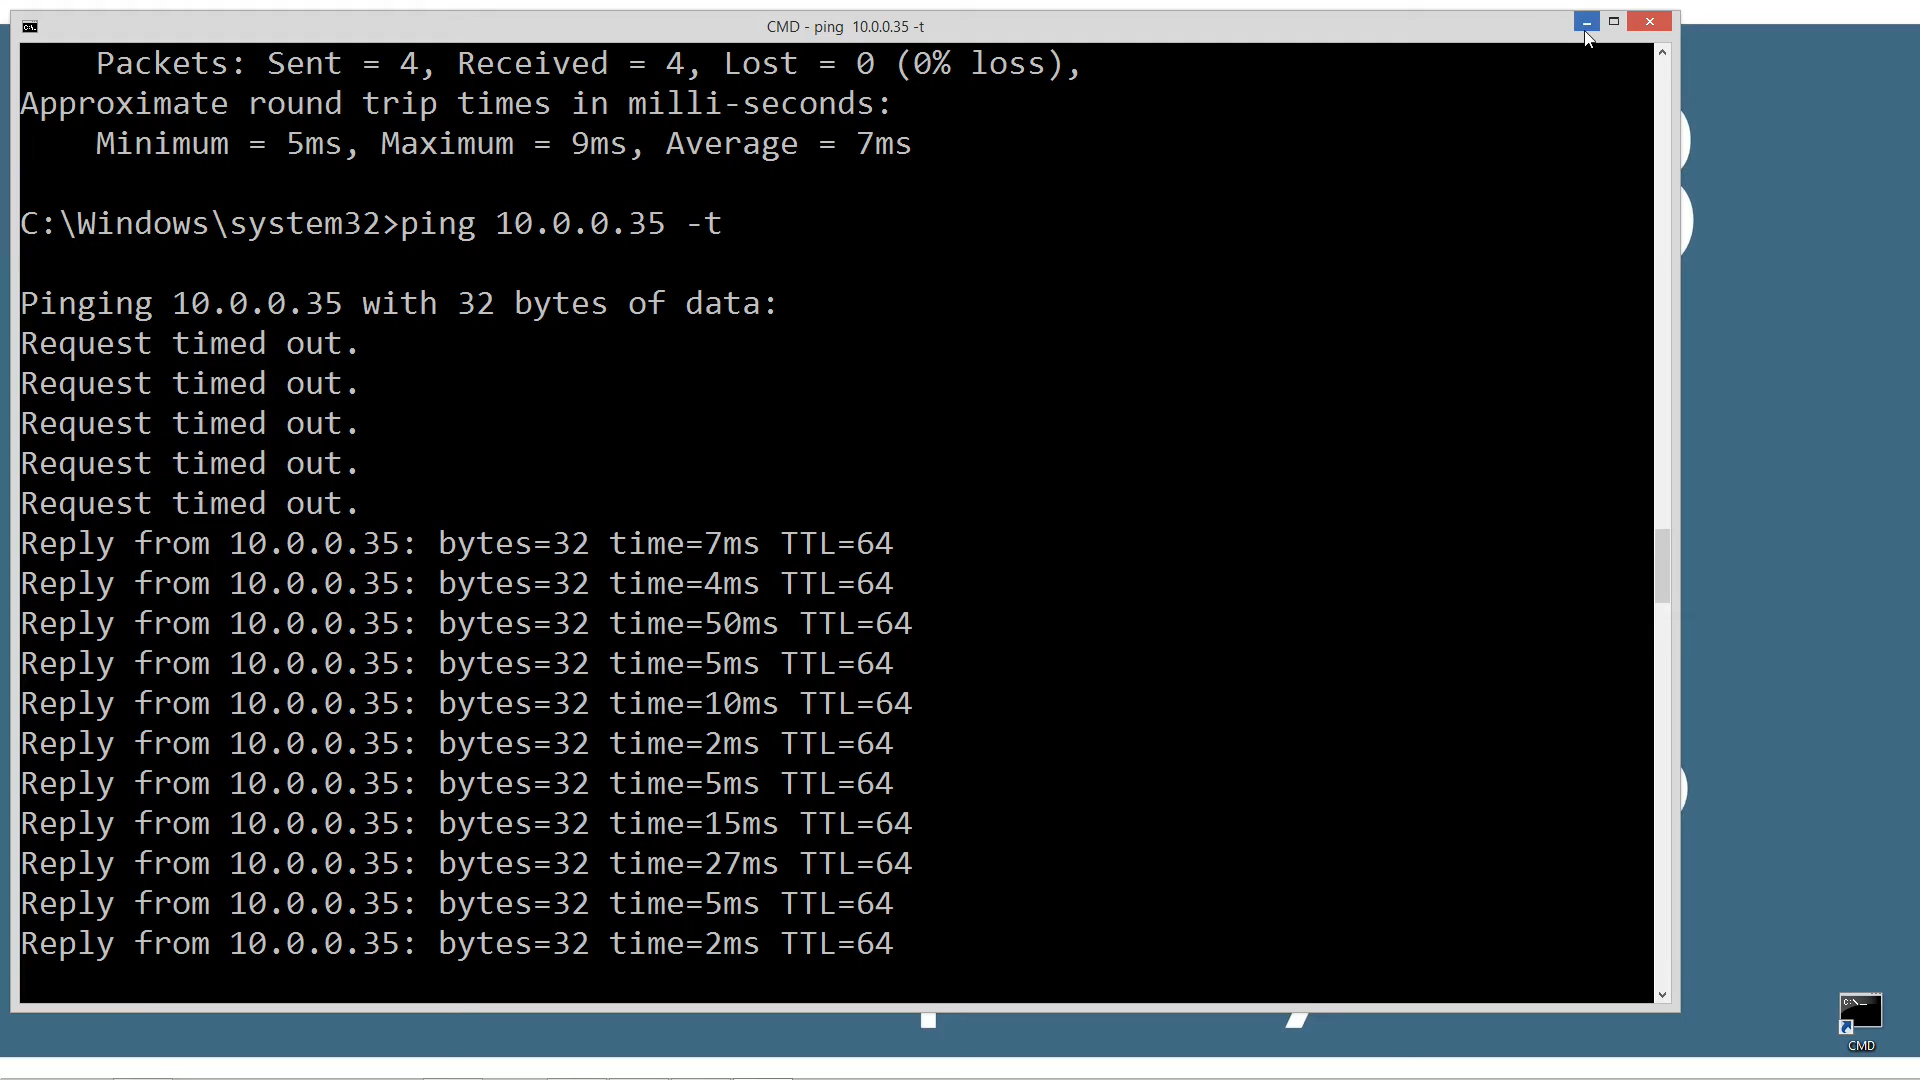 CMD - ping  10.0.0.35 -t
    Packets: Sent = 4, Received = 4, Lost = 0 (0% loss),
Approximate round trip times in milli-seconds:
    Minimum = 5ms, Maximum = 9ms, Average = 7ms
C:\Windows\system32>ping 10.0.0.35 -t
Pinging 10.0.0.35 with 32 bytes of data:
Request timed out.
Request timed out.
Request timed out.
Request timed out.
Request timed out.
Reply from 10.0.0.35: bytes=32 time=7ms TTL=64
Reply from 10.0.0.35: bytes=32 time=4ms TTL=64
Reply from 10.0.0.35: bytes=32 time=50ms TTL=64
Reply from 10.0.0.35: bytes=32 time=5ms TTL=64
Reply from 10.0.0.35: bytes=32 time=10ms TTL=64
Reply from 10.0.0.35: bytes=32 time=2ms TTL=64
Reply from 10.0.0.35: bytes=32 time=5ms TTL=64
Reply from 10.0.0.35: bytes=32 time=15ms TTL=64
Reply from 10.0.0.35: bytes=32 time=27ms TTL=64
Reply from 10.0.0.35: bytes=32 time=5ms TTL=64
Reply from 10.0.0.35: bytes=32 time=2ms TTL=64
C:\_
CMD